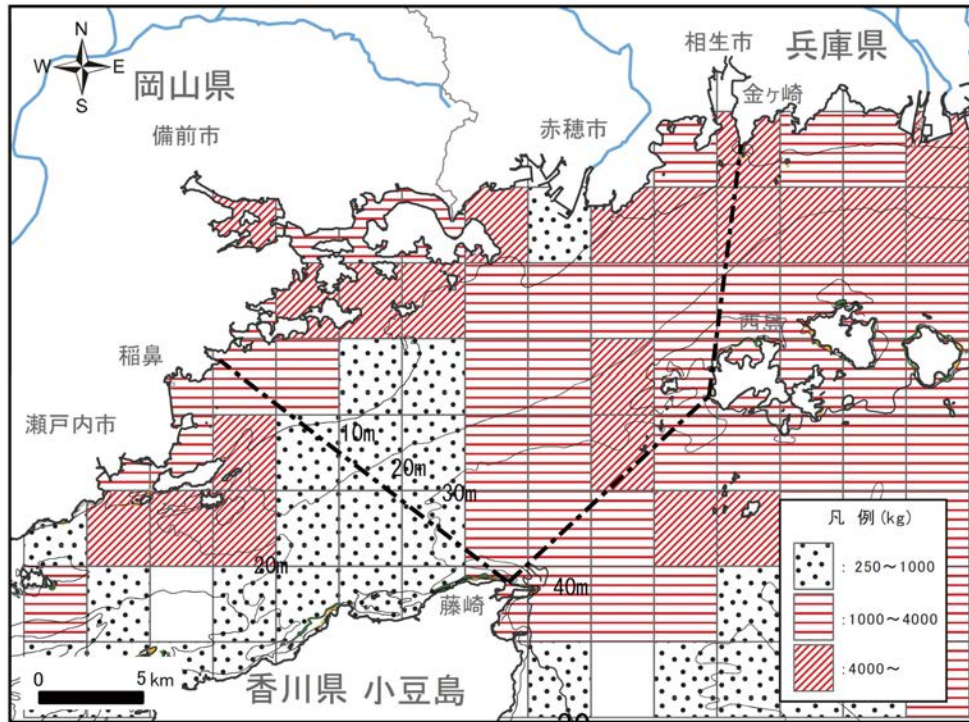 N
W E
S
岡山県
備前市
兵庫県
相生市
金ヶ崎
赤穂市
西島
稲鼻
瀬戸内市
10m
20m
30m
20m
40m
藤崎
香川県 小豆島
0 5km
凡 例(kg)
:250～1000
:1000～4000
:4000～